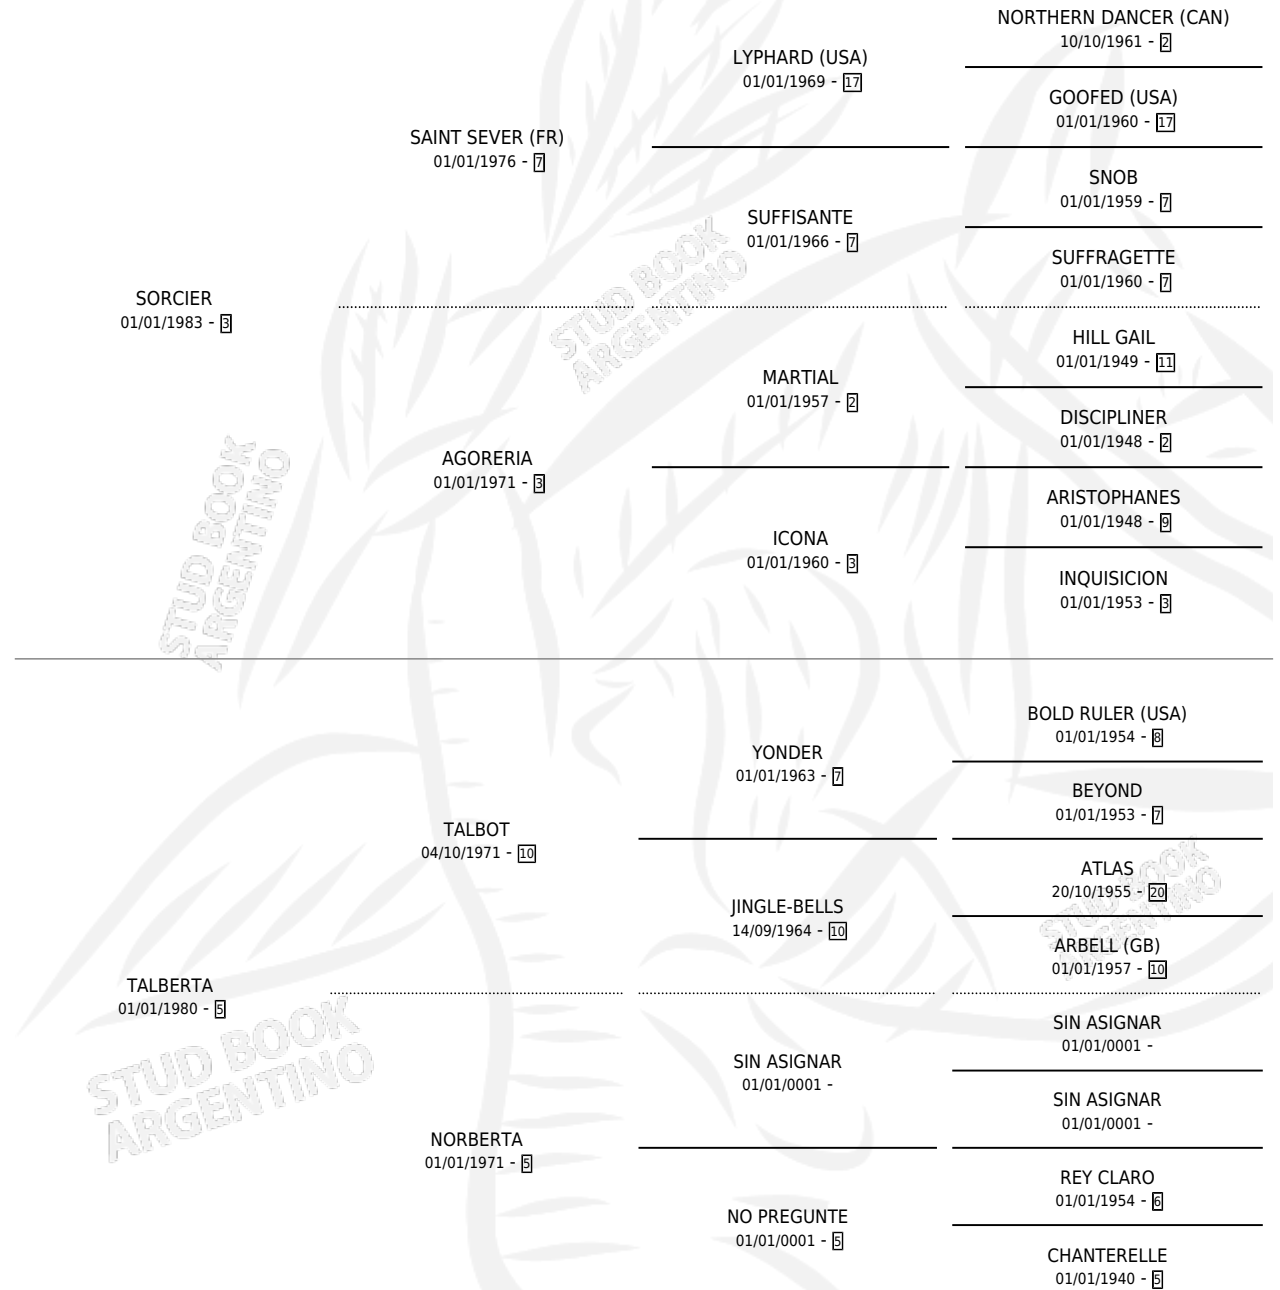 NORTHERN DANCER (CAN)
10/10/1961 - 2
LYPHARD (USA)
01/01/1969 - 17
GOOFED (USA)
01/01/1960 - 17
SAINT SEVER (FR)
01/01/1976 - 7
SNOB
01/01/1959 - 7
SUFFISANTE
01/01/1966 - 7
SUFFRAGETTE
01/01/1960 - 7
SORCIER
01/01/1983 - 3
HILL GAIL
01/01/1949 - 11
MARTIAL
01/01/1957 - 2
DISCIPLINER
01/01/1948 - 2
AGORERIA
01/01/1971 - 3
ARISTOPHANES
01/01/1948 - 9
ICONA
01/01/1960 - 3
INQUISICION
01/01/1953 - 3
STUD BOOK
ARGENTINO
STUD BOOK
ARGENTINO
BOLD RULER (USA)
01/01/1954 - 8
YONDER
01/01/1963 - 7
BEYOND
01/01/1953 - 7
TALBOT
04/10/1971 - 10
ATLAS
20/10/1955 - 20
JINGLE-BELLS
14/09/1964 - 10
ARBELL (GB)
01/01/1957 - 10
TALBERTA
01/01/1980 - 5
SIN ASIGNAR
01/01/0001 -
SIN ASIGNAR
01/01/0001 -
SIN ASIGNAR
01/01/0001 -
NORBERTA
01/01/1971 - 5
REY CLARO
01/01/1954 - 6
NO PREGUNTE
01/01/0001 - 5
CHANTERELLE
01/01/1940 - 5
STUD BOOK
ARGENTINO
STUD BOOK
ARGENTINO